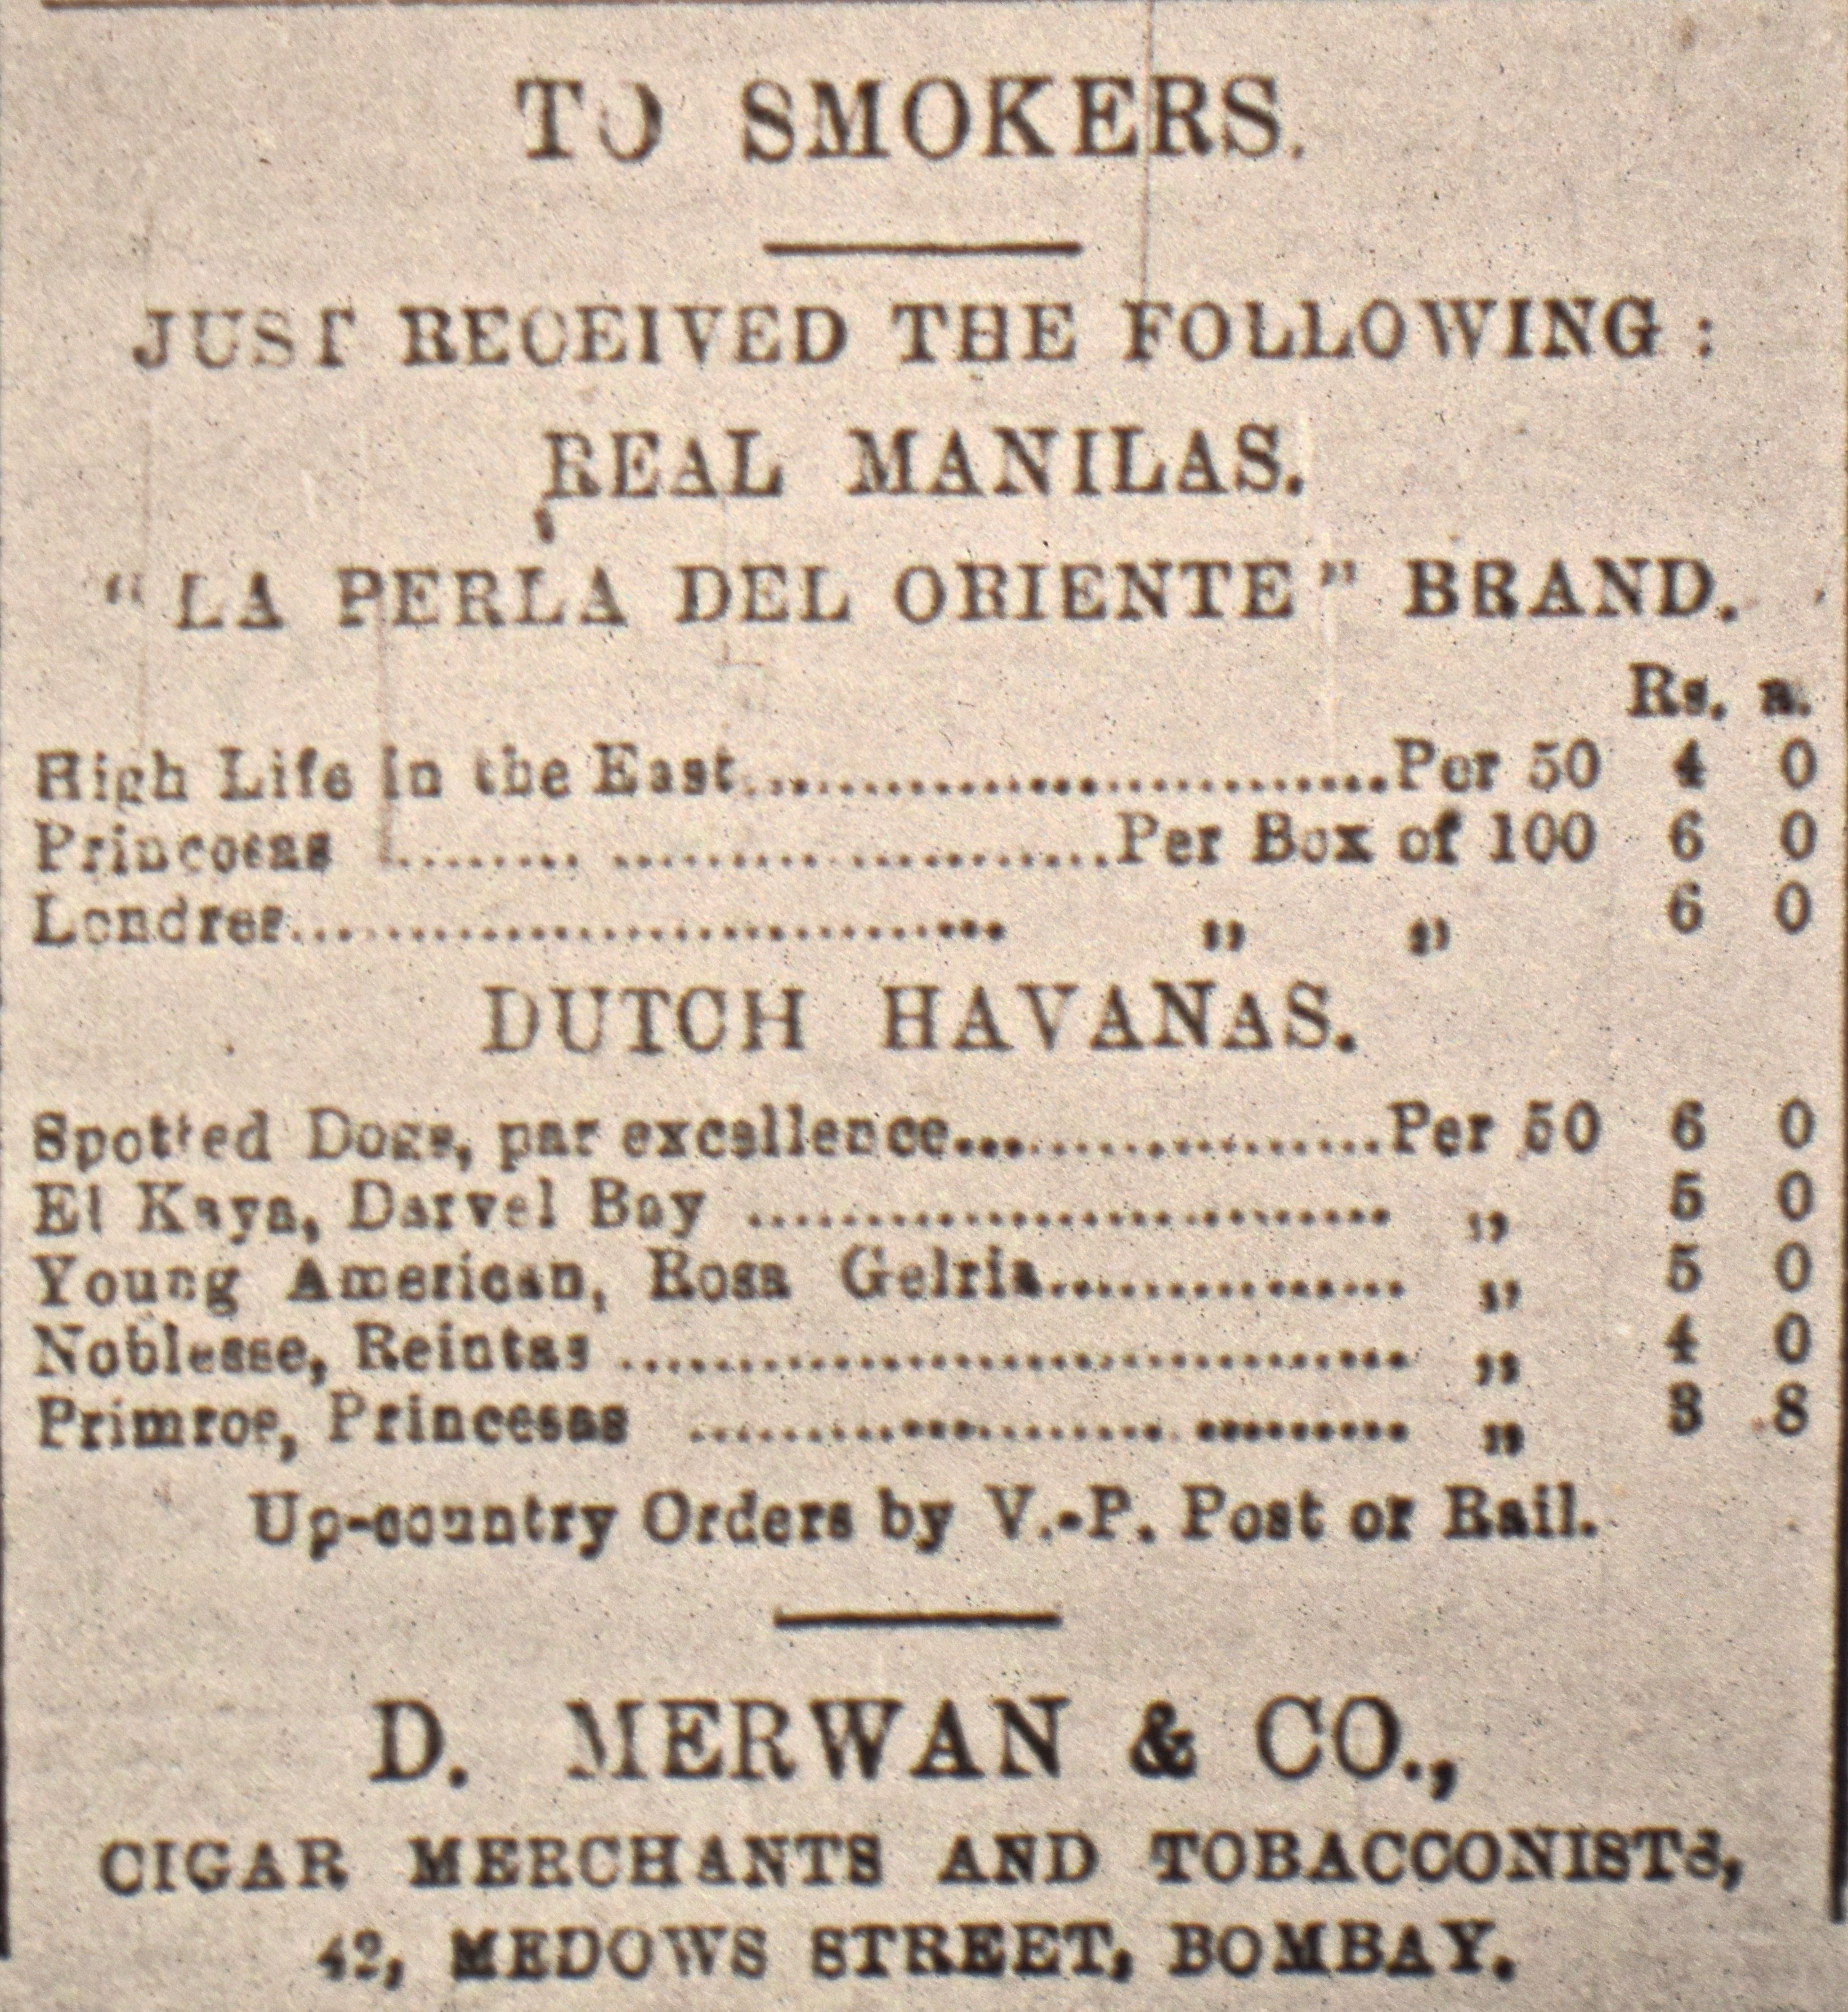 TO SMOKERS.
JUST RECEIVED THE FOLLOWING :
REAL MANILAS.
"LA PERLA DEL ORIENTE" BRAND.
Rs. a.
High Life in the East..............................Per 50 4 0
Princesas ..............................Per Box of 100 6 0
Londres.............................. „ „ 6 0
DUTCH HAVANAS.
Spotted Dogs, par excellence..............................Per 50 6 0
El Kaya, Darvel Bay .............................. „ 5 0
Young American, Rosa Gelria.............................. „ 5 0
Noblesse, Reintas .............................. „ 4 0
Primros, Princesas .............................. „ 3 8
Up-country Orders by V.-P. Post or Rail.
D. MERWAN & CO.,
CIGAR MERCHANTS AND TOBACCONISTS,
42, MEDOWS STREET, BOMBAY.